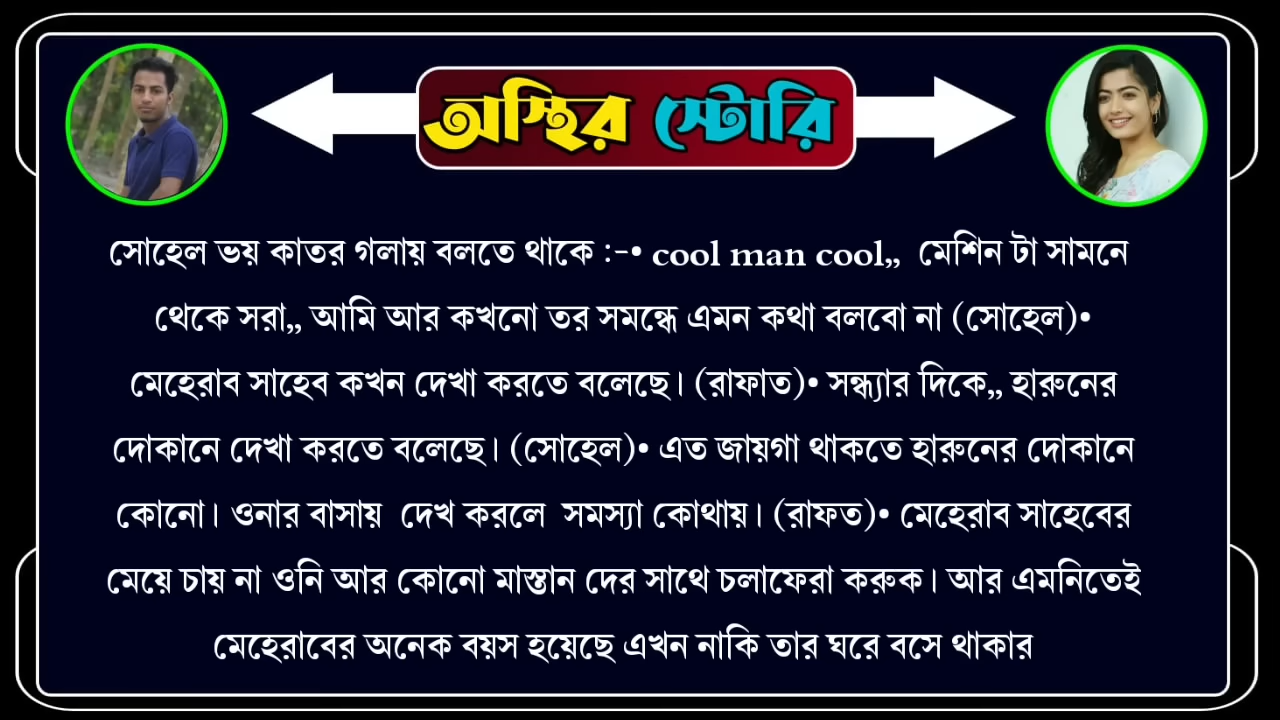 অস্থির স্টোরি
সোহেল ভয় কাতর গলায় বলতে থাকে :-• cool man cool,, মেশিন টা সামনে
থেকে সরা,, আমি আর কখনো তর সমন্ধে এমন কথা বলবো না (সোহেল)•
মেহেরাব সাহেব কখন দেখা করতে বলেছে। (রাফাত)• সন্ধ্যার দিকে,, হারুনের
দোকানে দেখা করতে বলেছে। (সোহেল)• এত জায়গা থাকতে হারুনের দোকানে
কোনো। ওনার বাসায় দেখ করলে সমস্যা কোথায়। (রাফত)• মেহেরাব সাহেবের
মেয়ে চায় না ওনি আর কোনো মাস্তান দের সাথে চলাফেরা করুক। আর এমনিতেই
মেহেরাবের অনেক বয়স হয়েছে এখন নাকি তার ঘরে বসে থাকার